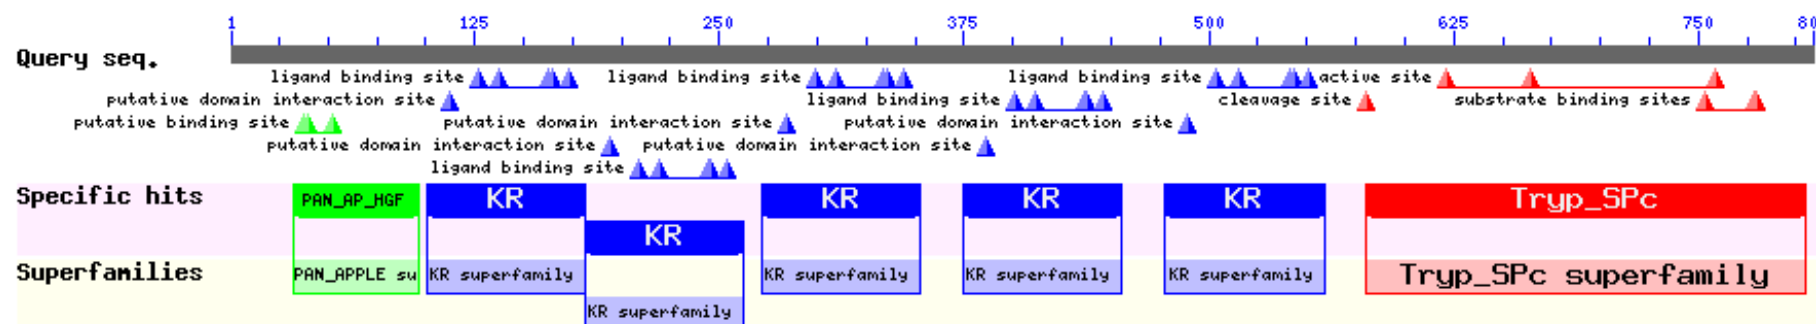 1 125 250 375 500 625 750 80
Query seq.
ligand binding site ligand binding site ligand binding site active site
putative domain interaction site ligand binding site cleavage site substrate binding sites
putative binding site putative domain interaction site putative domain interaction site
putative domain interaction site putative domain interaction site
ligand binding site
Specific hits PAN_AP_HGF KR KR KR KR Tryp_SPc
KR
Superfamilies PAN_APPLE su KR superfamily KR superfamily KR superfamily KR superfamily Tryp_SPc superfamily
KR superfamily